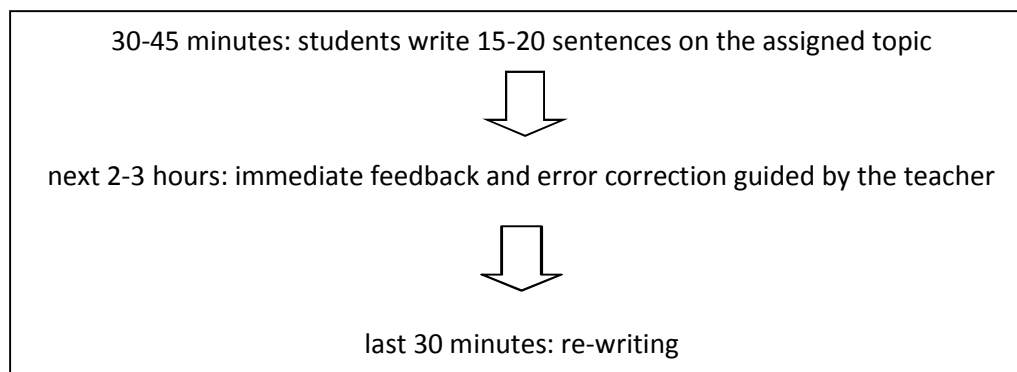 30-45 minutes: students write 15-20 sentences on the assigned topic
next 2-3 hours: immediate feedback and error correction guided by the teacher
last 30 minutes: re-writing